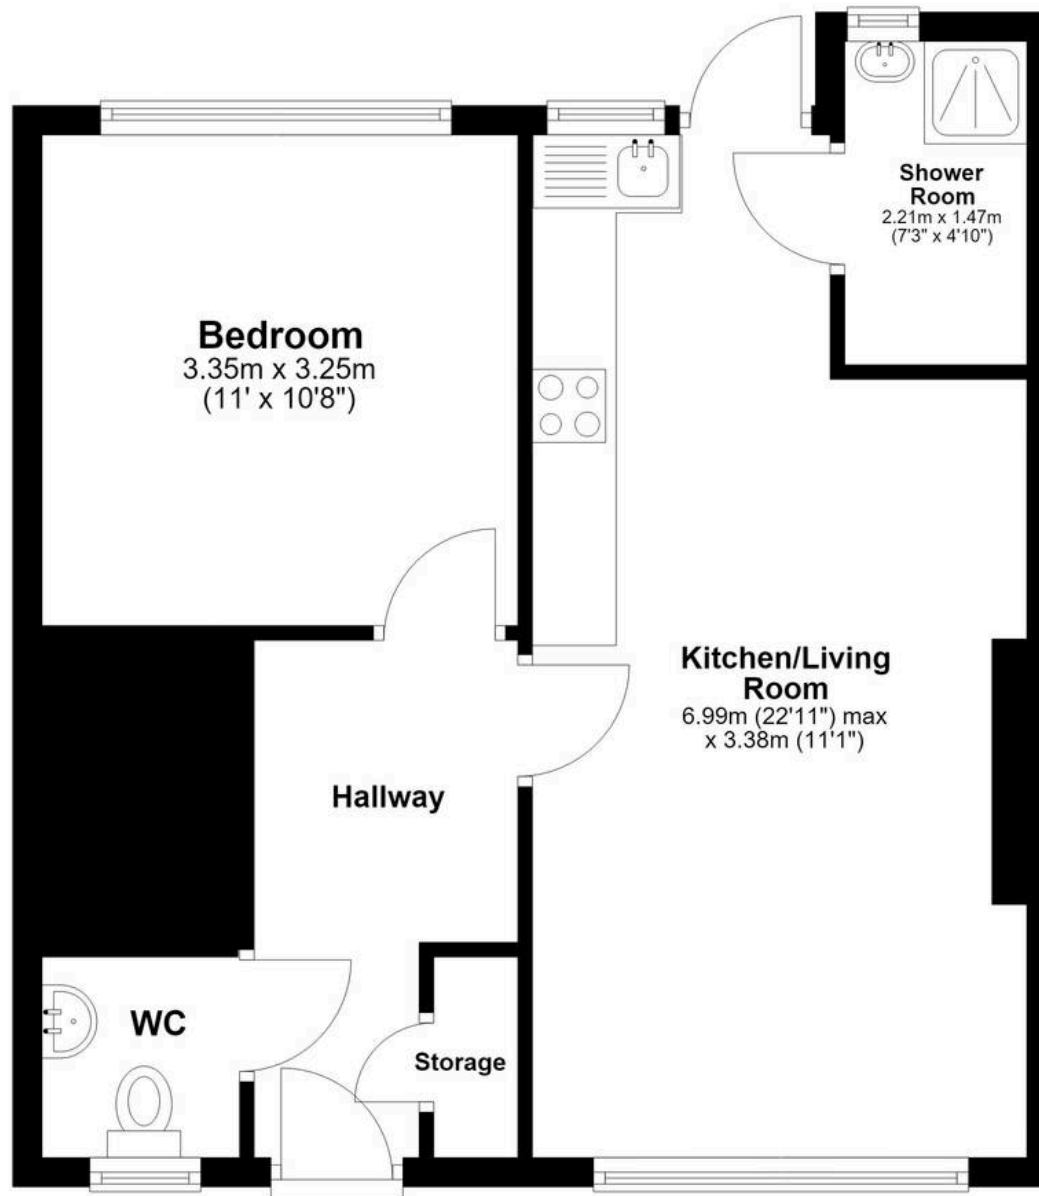 Shower
Room
2.21m x 1.47m
(7'3" x 4'10")
Bedroom
3.35m x 3.25m
(11' x 10'8")
Kitchen/Living
Room
6.99m (22'11") max
x 3.38m (11'1")
Hallway
WC
Storage